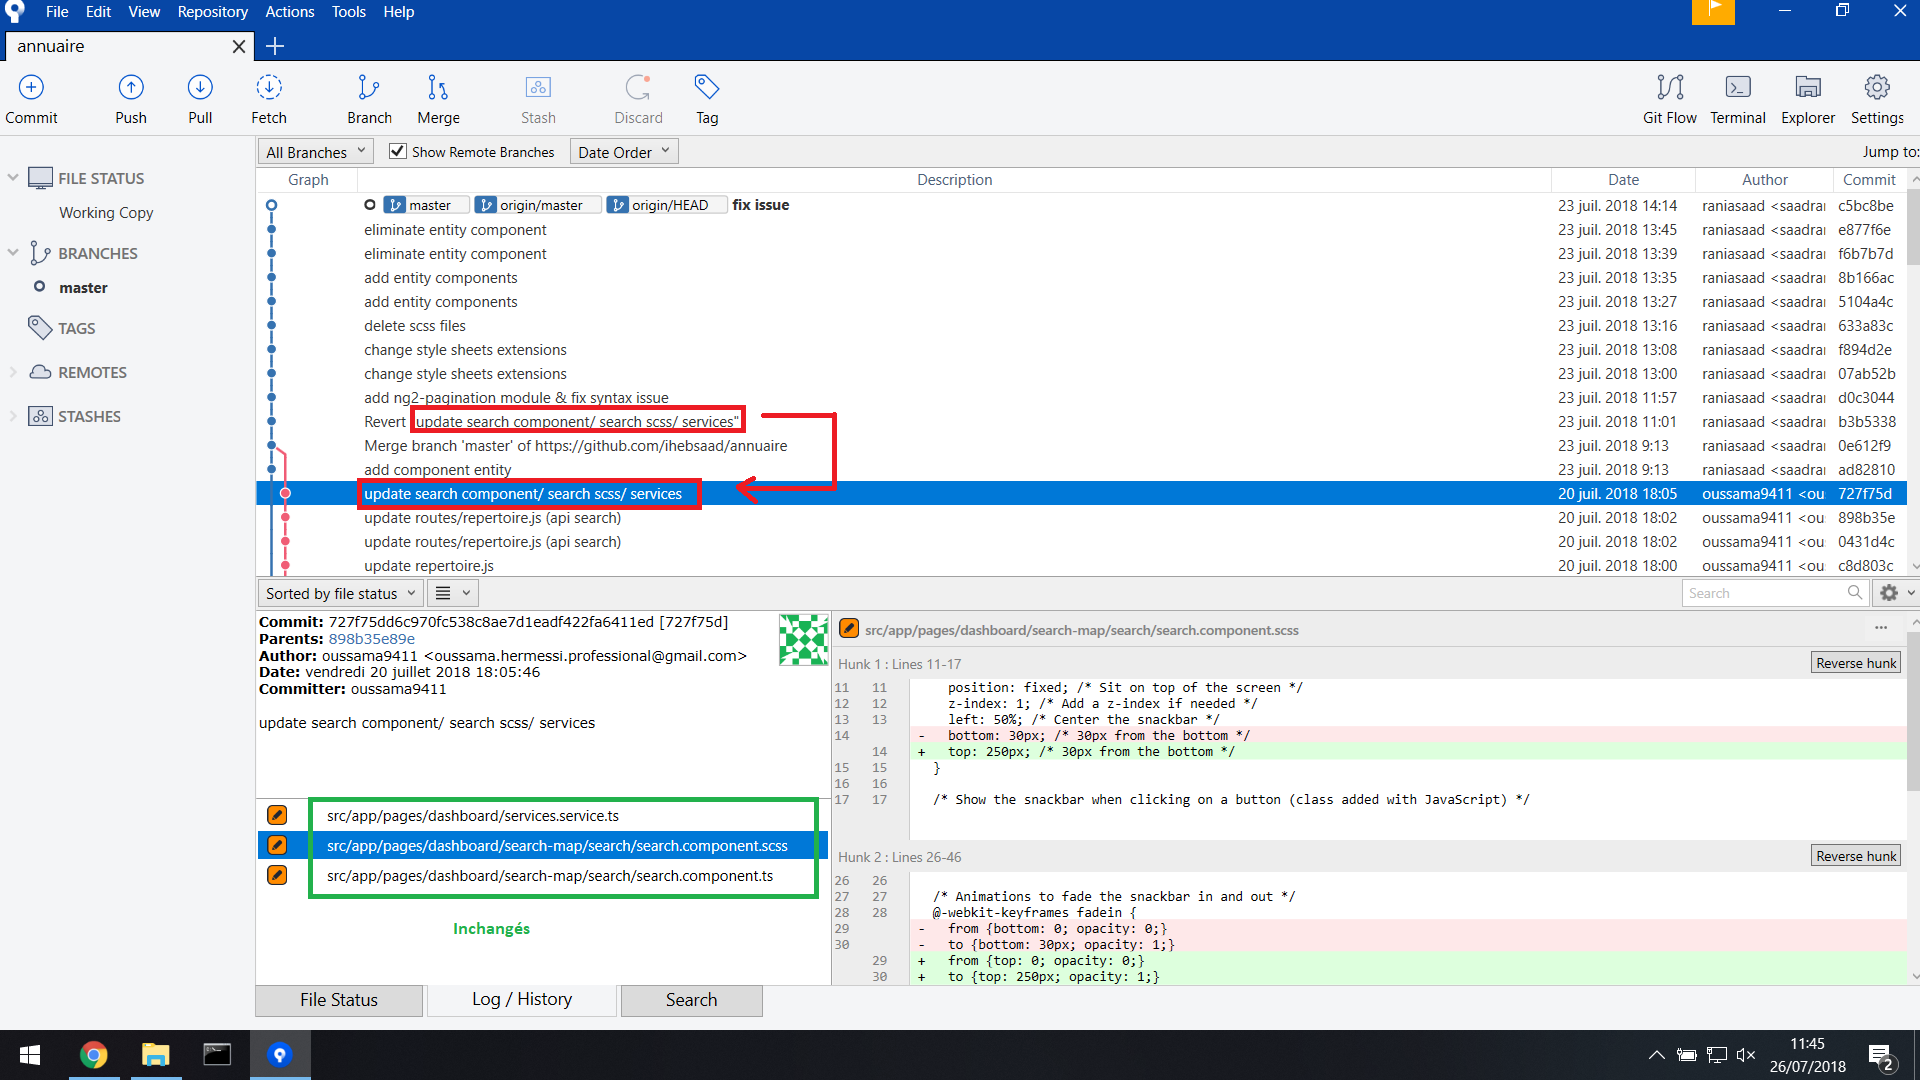 File Edit View Repository Actions Tools Help
annuaire
Commit Push Pull Fetch Branch Merge Stash Discard Tag Git Flow Terminal Explorer Settings
All Branches Show Remote Branches Date Order Jump to:
FILE STATUS
Working Copy
BRANCHES
master
TAGS
REMOTES
STASHES
Graph Description Date Author Commit
master origin/master origin/HEAD fix issue 23 juil. 2018 14:14 raniasaad <saadrar c5bc8be
eliminate entity component 23 juil. 2018 13:45 raniasaad <saadrar e877f6e
eliminate entity component 23 juil. 2018 13:39 raniasaad <saadrar f6b7b7d
add entity components 23 juil. 2018 13:35 raniasaad <saadrar 8b166ac
add entity components 23 juil. 2018 13:27 raniasaad <saadrar 5104a4c
delete scss files 23 juil. 2018 13:16 raniasaad <saadrar 633a83c
change style sheets extensions 23 juil. 2018 13:08 raniasaad <saadrar f894d2e
change style sheets extensions 23 juil. 2018 13:00 raniasaad <saadrar 07ab52b
add ng2-pagination module & fix syntax issue 23 juil. 2018 11:57 raniasaad <saadrar d0c3044
Revert "update search component/ search scss/ services" 23 juil. 2018 11:01 raniasaad <saadrar b3b5338
Merge branch 'master' of https://github.com/ihebsaad/annuaire 23 juil. 2018 9:13 raniasaad <saadrar 0e612f9
add component entity 23 juil. 2018 9:13 raniasaad <saadrar ad82810
update search component/ search scss/ services 20 juil. 2018 18:05 oussama9411 <ou 727f75d
update routes/repertoire.js (api search) 20 juil. 2018 18:02 oussama9411 <ou 898b35e
update routes/repertoire.js (api search) 20 juil. 2018 18:02 oussama9411 <ou 0431d4c
update repertoire.js 20 juil. 2018 18:00 oussama9411 <ou c8d803c
Sorted by file status Search
Commit: 727f75dd6c970fc538c8ae7d1eadf422fa6411ed [727f75d]
Parents: 898b35e89e
Author: oussama9411 <oussama.hermessi.professional@gmail.com>
Date: vendredi 20 juillet 2018 18:05:46
Committer: oussama9411
update search component/ search scss/ services
src/app/pages/dashboard/services.service.ts
src/app/pages/dashboard/search-map/search/search.component.scss
src/app/pages/dashboard/search-map/search/search.component.ts
Inchangés
src/app/pages/dashboard/search-map/search/search.component.scss
Hunk 1 : Lines 11-17 Reverse hunk
11 11 position: fixed; /* Sit on top of the screen */
12 12 z-index: 1; /* Add a z-index if needed */
13 13 left: 50%; /* Center the snackbar */
14 - bottom: 30px; /* 30px from the bottom */
14 + top: 250px; /* 30px from the bottom */
15 15 }
16 16
17 17 /* Show the snackbar when clicking on a button (class added with JavaScript) */
Hunk 2 : Lines 26-46 Reverse hunk
26 26
27 27 /* Animations to fade the snackbar in and out */
28 28 @-webkit-keyframes fadein {
29 - from {bottom: 0; opacity: 0;}
30 - to {bottom: 30px; opacity: 1;}
29 + from {top: 0; opacity: 0;}
30 + to {top: 250px; opacity: 1;}
File Status Log / History Search
11:45
26/07/2018
2